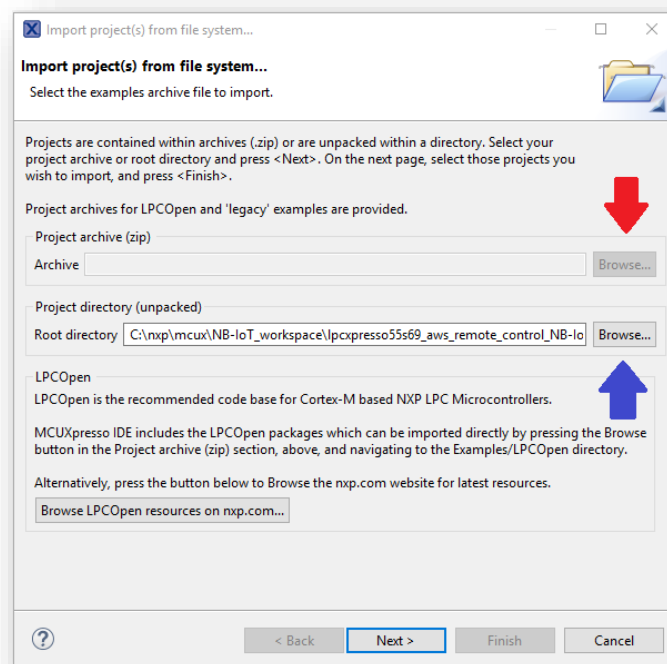 Import project(s) from file system...
Import project(s) from file system...
Select the examples archive file to import.
Projects are contained within archives (.zip) or are unpacked within a directory. Select your
project archive or root directory and press <Next>. On the next page, select those projects you
wish to import, and press <Finish>.
Project archives for LPCOpen and 'legacy' examples are provided.
Project archive (zip)
Archive Browse...
Project directory (unpacked)
Root directory C:\nxp\mcux\NB-IoT_workspace\lpcxpresso55s69_aws_remote_control_NB-Io Browse...
LPCOpen
LPCOpen is the recommended code base for Cortex-M based NXP LPC Microcontrollers.
MCUXpresso IDE includes the LPCOpen packages which can be imported directly by pressing the Browse
button in the Project archive (zip) section, above, and navigating to the Examples/LPCOpen directory.
Alternatively, press the button below to Browse the nxp.com website for latest resources.
Browse LPCOpen resources on nxp.com...
? < Back Next > Finish Cancel